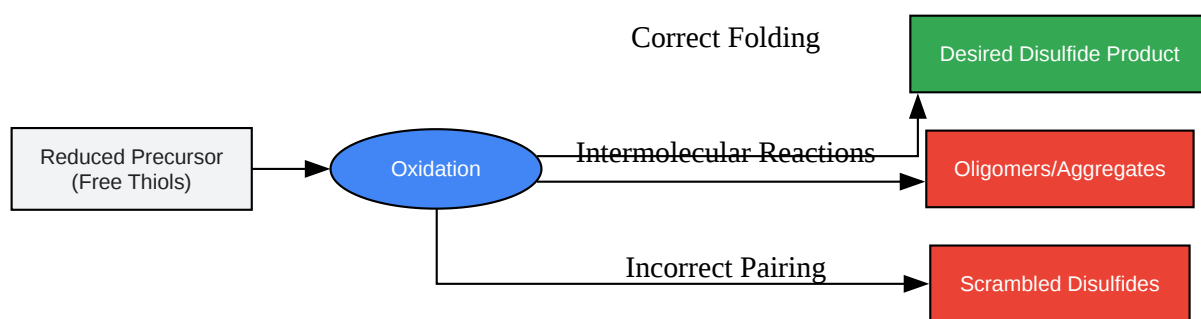 Correct Folding
Desired Disulfide Product
Reduced Precursor
(Free Thiols)
Oxidation
Intermolecular Reactions
Oligomers/Aggregates
Incorrect Pairing
Scrambled Disulfides